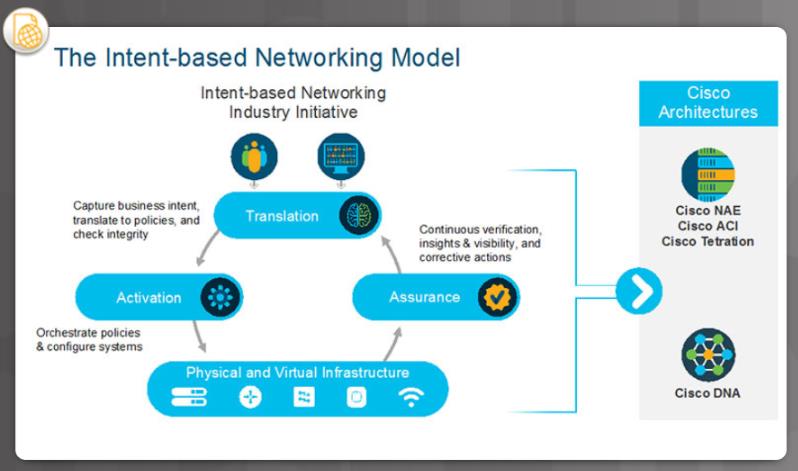 The Intent-based Networking Model
Intent-based Networking
Industry Initiative
Capture business intent,
translate to policies, and
check integrity
Translation
Continuous verification,
insights & visibility, and
corrective actions
Activation
Assurance
Orchestrate policies
& configure systems
Physical and Virtual Infrastructure
Cisco
Architectures
Cisco NAE
Cisco ACI
Cisco Tetration
Cisco DNA